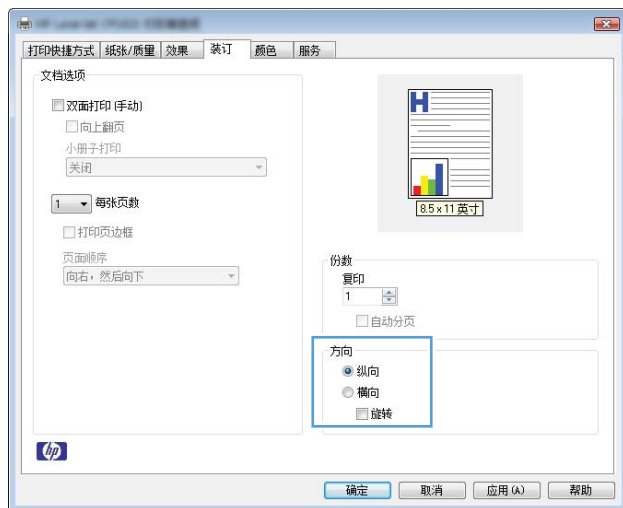 打印快捷方式 纸张/质量 效果 装订 颜色 服务
文档选项
双面打印(手动)
向上翻页
小册子打印
关闭
1 每张页数
打印页边框
页面顺序
向右，然后向下
H
8.5 x 11 英寸
份数
复印
1
自动分页
方向
纵向
横向
旋转
hp
确定 取消 应用(A) 帮助